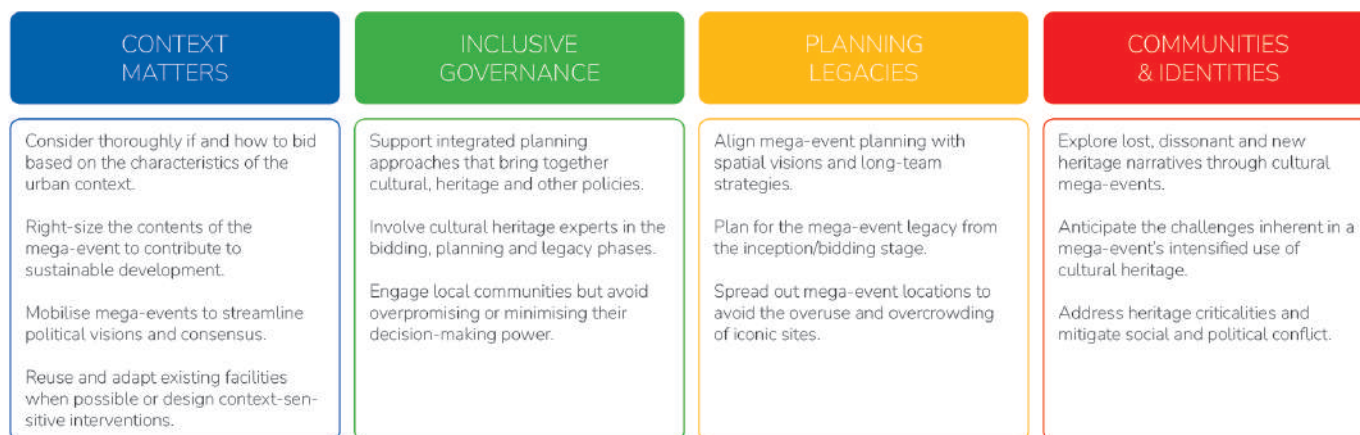 CONTEXT
MATTERS
Consider thoroughly if and how to bid
based on the characteristics of the
urban context.
Right-size the contents of the
mega-event to contribute to
sustainable development.
Mobilise mega-events to streamline
political visions and consensus.
Reuse and adapt existing facilities
when possible or design context-sen-
sitive interventions.
INCLUSIVE
GOVERNANCE
Support integrated planning
approaches that bring together
cultural, heritage and other policies.
Involve cultural heritage experts in the
bidding, planning and legacy phases.
Engage local communities but avoid
overpromising or minimising their
decision-making power.
PLANNING
LEGACIES
Align mega-event planning with
spatial visions and long-team
strategies.
Plan for the mega-event legacy from
the inception/bidding stage.
Spread out mega-event locations to
avoid the overuse and overcrowding
of iconic sites.
COMMUNITIES
& IDENTITIES
Explore lost, dissonant and new
heritage narratives through cultural
mega-events.
Anticipate the challenges inherent in a
mega-event's intensified use of
cultural heritage.
Address heritage criticalities and
mitigate social and political conflict.